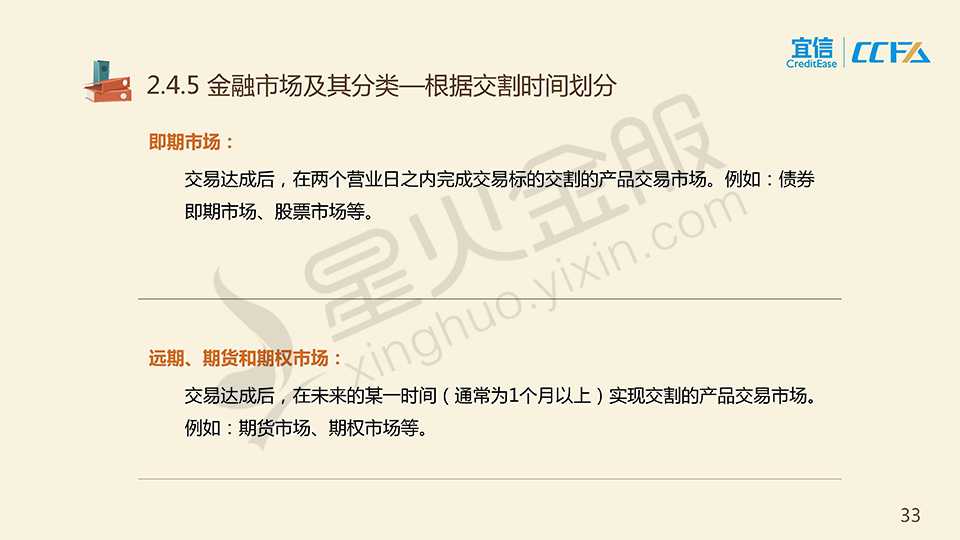 宜信
CreditEase
CCFA
2.4.5 金融市场及其分类—根据交割时间划分
即期市场：
交易达成后，在两个营业日之内完成交易标的交割的产品交易市场。例如：债券
即期市场、股票市场等。
星火金服
xinghuo.yixin.com
远期、期货和期权市场：
交易达成后，在未来的某一时间（通常为1个月以上）实现交割的产品交易市场。
例如：期货市场、期权市场等。
33